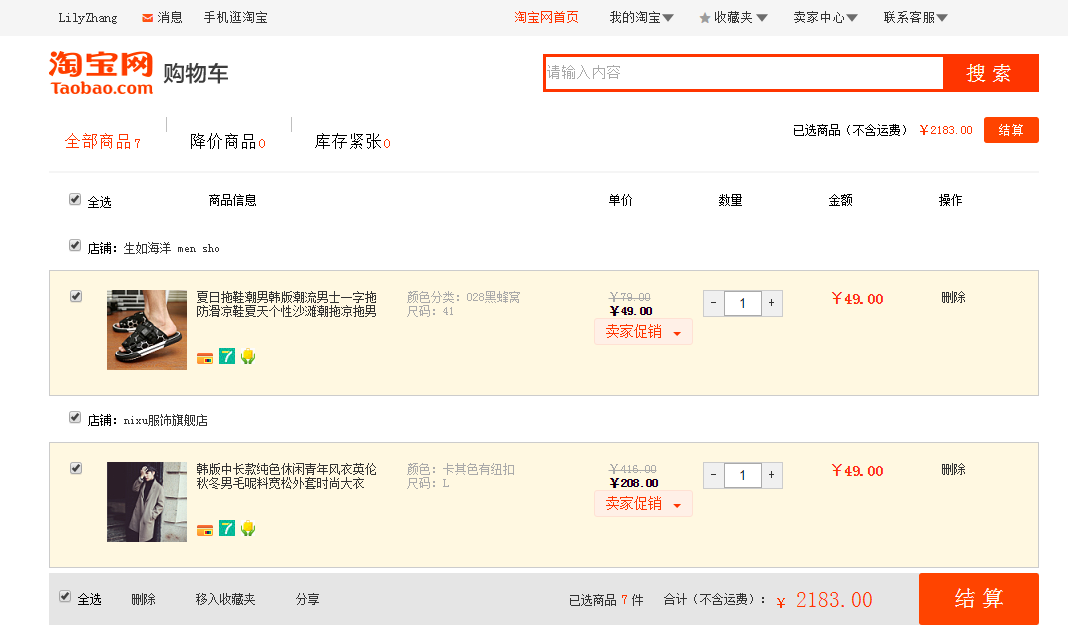 LilyZhang 消息 手机逛淘宝 淘宝网首页 我的淘宝 收藏夹 卖家中心 联系客服
淘宝网 购物车
Taobao.com
请输入内容 搜 索
全部商品7 降价商品0 库存紧张0 已选商品（不含运费） ￥2183.00 结算
全选 商品信息 单价 数量 金额 操作
店铺：生如海洋 men sho
夏日拖鞋潮男韩版潮流男士一字拖 颜色分类：028黑蜂窝 ￥79.00 - 1 + ￥49.00 删除
防滑凉鞋夏天个性沙滩潮拖凉拖男 尺码：41 ￥49.00
卖家促销
7
店铺：nixu服饰旗舰店
韩版中长款纯色休闲青年风衣英伦 颜色：卡其色有纽扣 ￥416.00 - 1 + ￥49.00 删除
秋冬男毛呢料宽松外套时尚大衣 尺码：L ￥208.00
卖家促销
7
全选 删除 移入收藏夹 分享 已选商品 7 件 合计（不含运费）： ￥ 2183.00 结 算